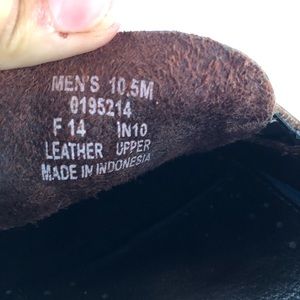 MEN'S 10.5M
0195214
F 14 IN10
LEATHER UPPER
MADE IN INDONESIA